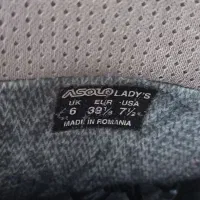 ASOLO LADY'S
UK EUR USA
6 39⅓ 7½
MADE IN ROMANIA